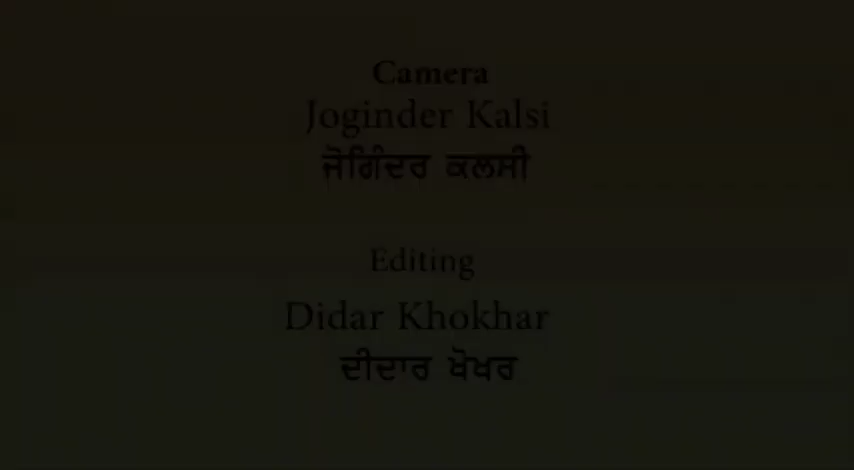 Camera
Joginder Kalsi
ਜੋਗਿੰਦਰ ਕਲਸੀ
Editing
Didar Khokhar
ਦੀਦਾਰ ਖੋਖਰ